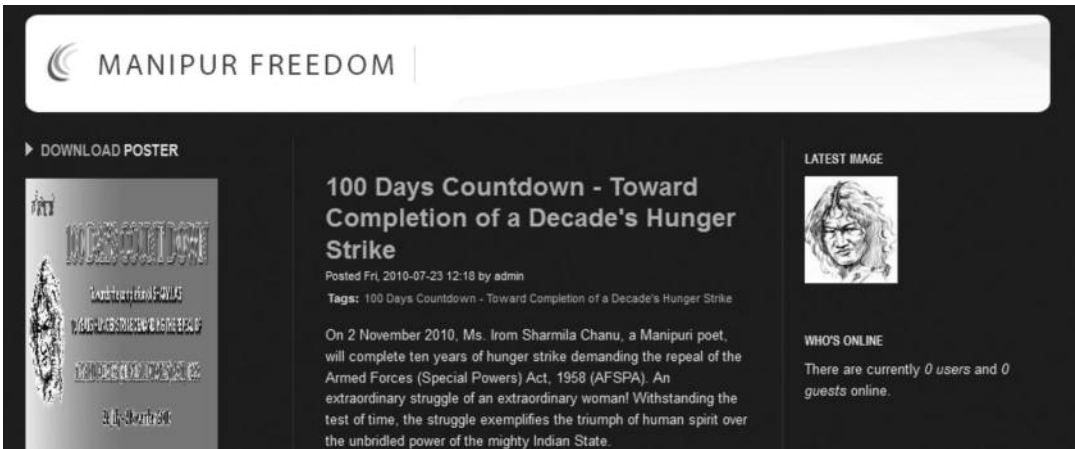 MANIPUR FREEDOM
DOWNLOAD POSTER
100 DAYS COUNT DOWN
100 Days Countdown - Toward
Completion of a Decade's Hunger
Strike
Posted Fri, 2010-07-23 12:18 by admin
Tags: 100 Days Countdown - Toward Completion of a Decade's Hunger Strike
On 2 November 2010, Ms. Irom Sharmila Chanu, a Manipuri poet,
will complete ten years of hunger strike demanding the repeal of the
Armed Forces (Special Powers) Act, 1958 (AFSPA). An
extraordinary struggle of an extraordinary woman! Withstanding the
test of time, the struggle exemplifies the triumph of human spirit over
the unbridled power of the mighty Indian State.
LATEST IMAGE
WHO'S ONLINE
There are currently 0 users and 0
guests online.